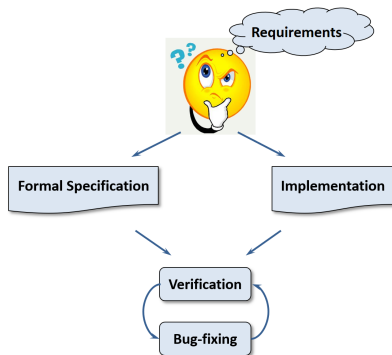 Requirements
??
Formal Specification
Implementation
Verification
Bug-fixing